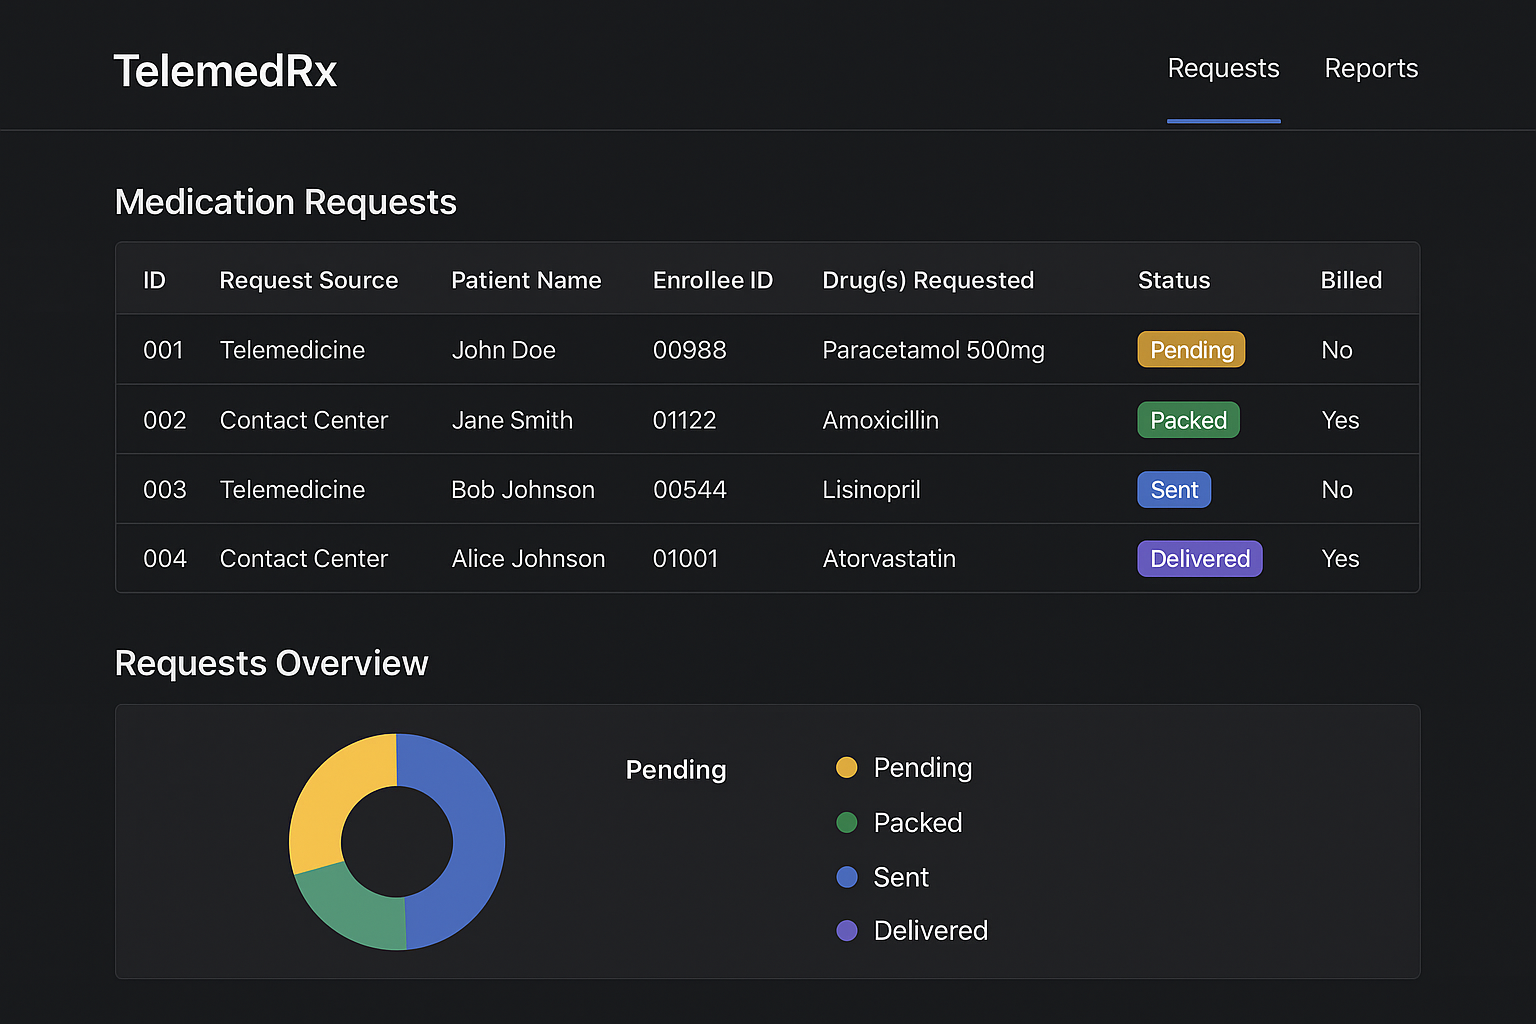 TelemedRx
Requests Reports
Medication Requests
ID Request Source Patient Name Enrollee ID Drug(s) Requested Status Billed
001 Telemedicine John Doe 00988 Paracetamol 500mg Pending No
002 Contact Center Jane Smith 01122 Amoxicillin Packed Yes
003 Telemedicine Bob Johnson 00544 Lisinopril Sent No
004 Contact Center Alice Johnson 01001 Atorvastatin Delivered Yes
Requests Overview
Pending
Pending
Packed
Sent
Delivered